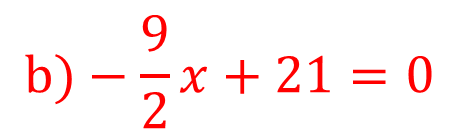 b) −9/2 x + 21 = 0